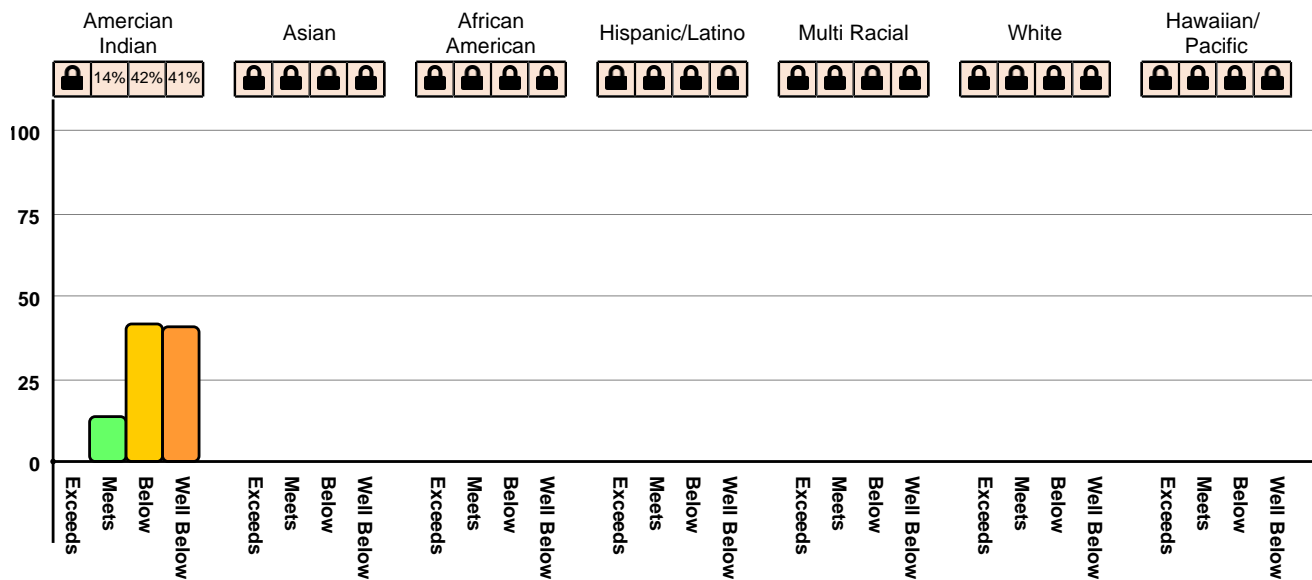 Amercian
Indian
Asian
African
American
Hispanic/Latino
Multi Racial
White
Hawaiian/
Pacific
14% 42% 41%
100
75
50
25
0
Exceeds Meets Below Well Below
Exceeds Meets Below Well Below
Exceeds Meets Below Well Below
Exceeds Meets Below Well Below
Exceeds Meets Below Well Below
Exceeds Meets Below Well Below
Exceeds Meets Below Well Below